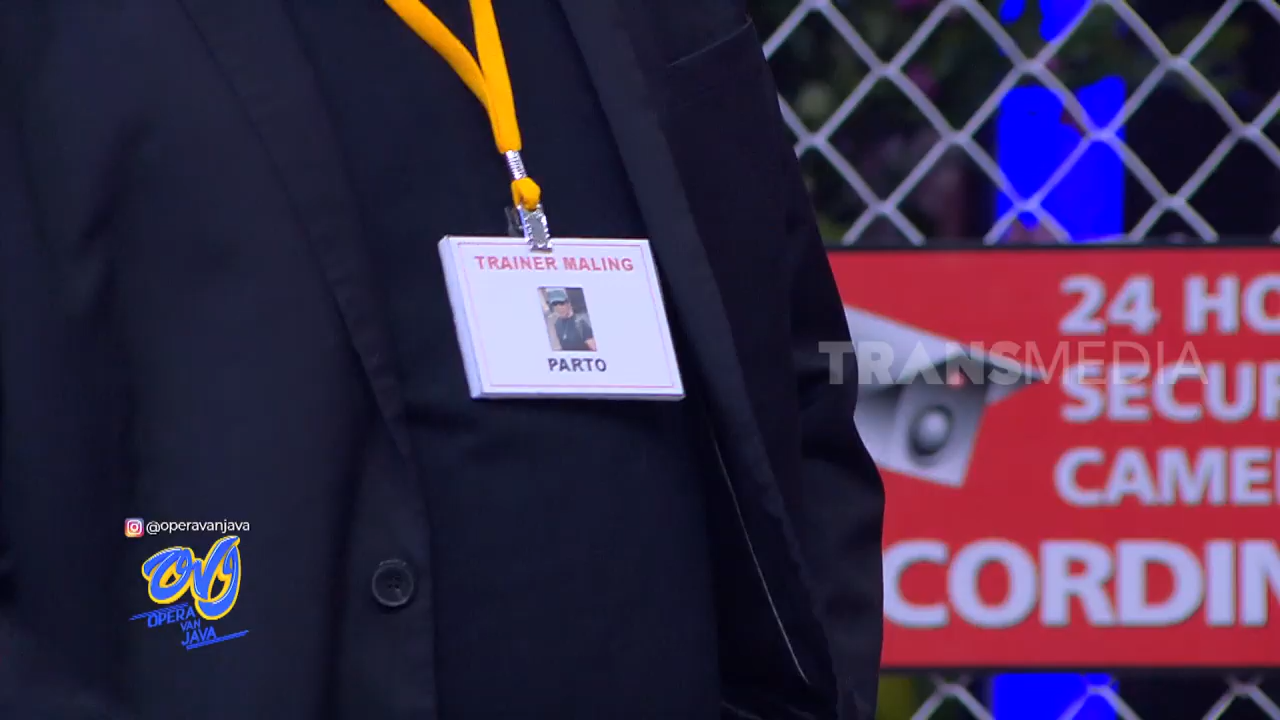 TRAINER MALING
PARTO
24 HO
SECUR
CAME
CORDIN
TRANSMEDIA
@operavanjava
OVJ
OPERA
VAN
JAVA